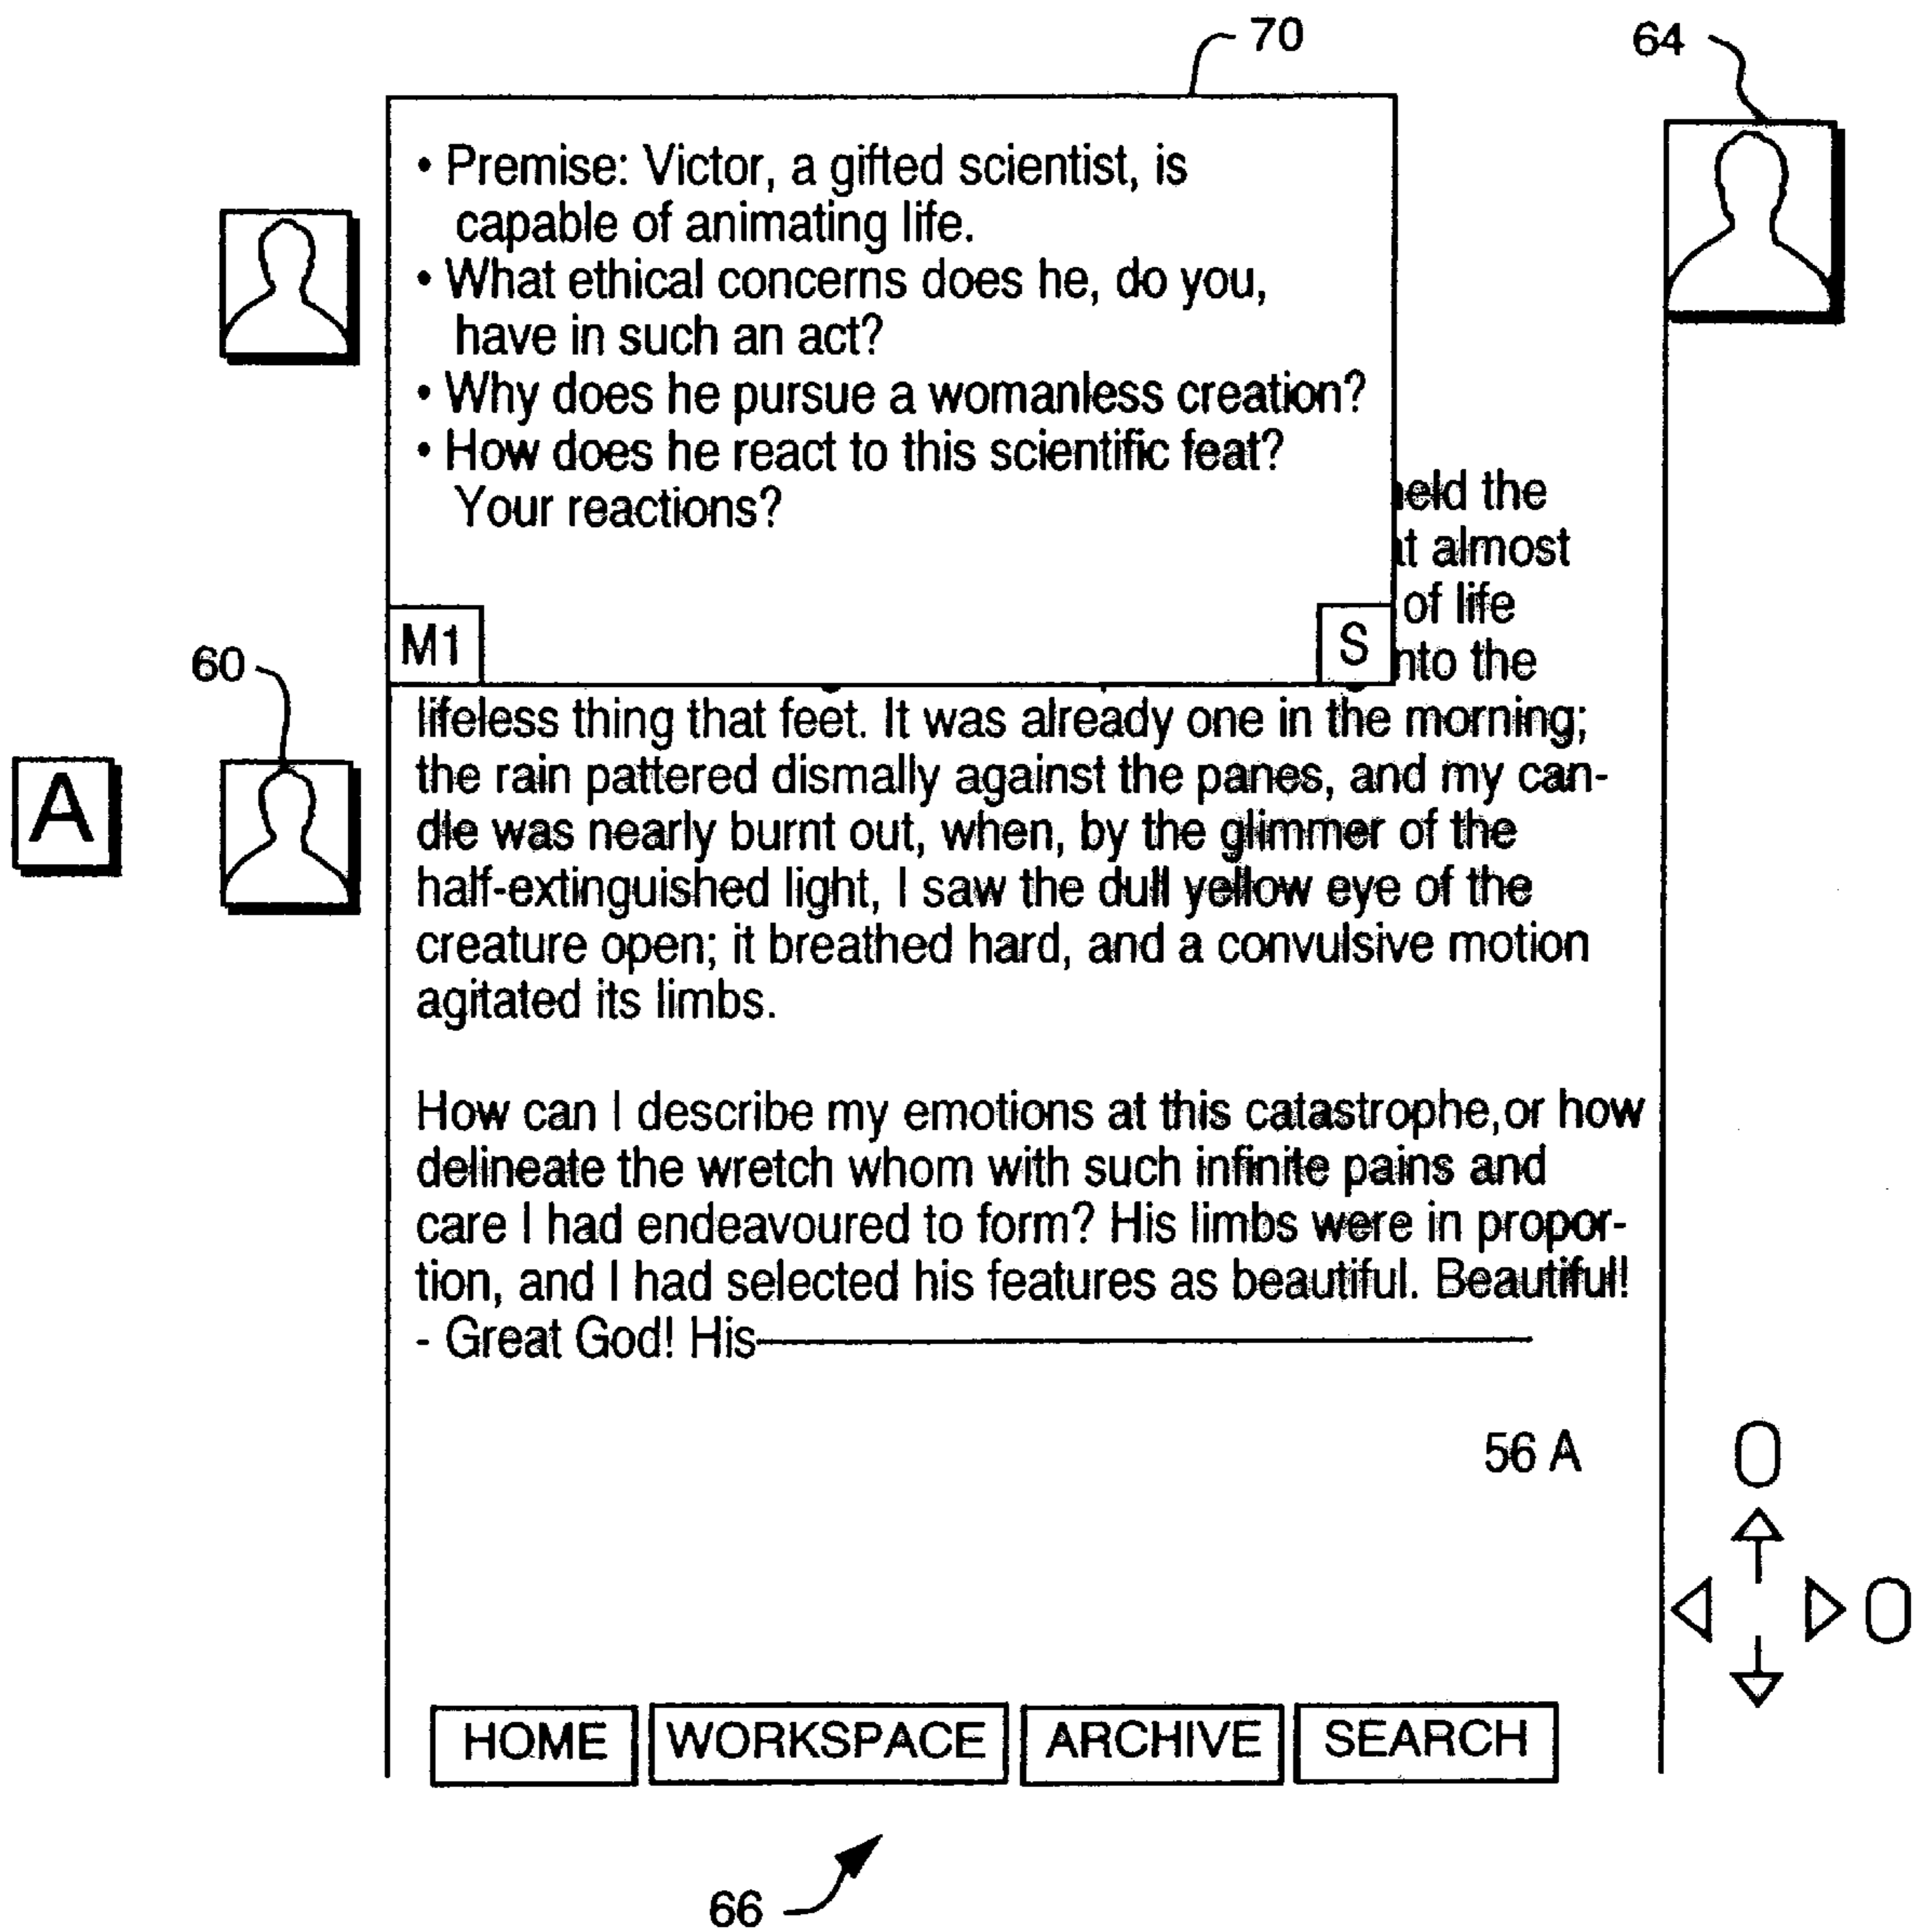 70
64
• Premise: Victor, a gifted scientist, is
capable of animating life.
• What ethical concerns does he, do you,
have in such an act?
• Why does he pursue a womanless creation?
• How does he react to this scientific feat?
Your reactions?
eld the
t almost
of life
nto the
M1
S
60
A
lifeless thing that feet. It was already one in the morning;
the rain pattered dismally against the panes, and my can-
dle was nearly burnt out, when, by the glimmer of the
half-extinguished light, I saw the dull yellow eye of the
creature open; it breathed hard, and a convulsive motion
agitated its limbs.
How can I describe my emotions at this catastrophe,or how
delineate the wretch whom with such infinite pains and
care I had endeavoured to form? His limbs were in propor-
tion, and I had selected his features as beautiful. Beautiful!
- Great God! His
56 A
0
0
HOME
WORKSPACE
ARCHIVE
SEARCH
66